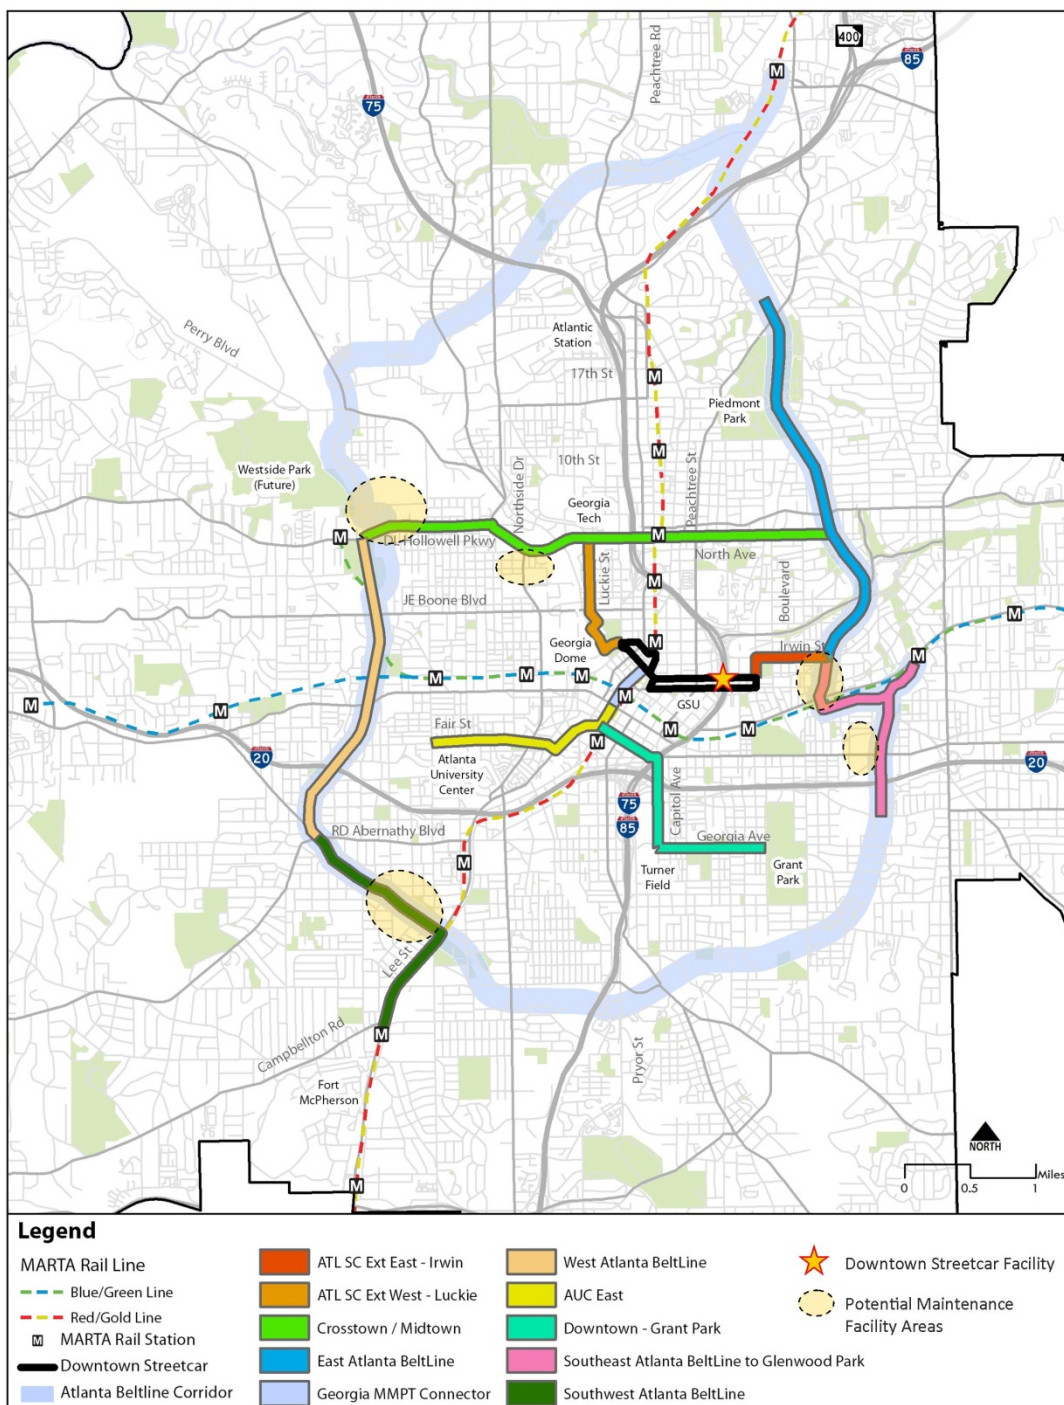 400
85
Peachtree Rd
M
75
Perry Blvd
Atlantic
Station
17th St
M
Piedmont
Park
Peachtree St
10th St
M
Northside Dr
Westside Park
(Future)
Georgia
Tech
M
M
DL Hollowell Pkwy
North Ave
Luckie St
M
Boulevard
JE Boone Blvd
M
Georgia
Dome
M
Irwin St
M
M
M
M
M
GSU
M
M
Fair St
M
M
M
Atlanta
University
Center
20
20
75
85
Capitol Ave
RD Abernathy Blvd
Georgia Ave
M
Turner
Field
Grant
Park
Lee St
Campbellton Rd
M
Pryor St
Fort
McPherson
NORTH
M
0 0.5 1 Miles
Legend
MARTA Rail Line
Blue/Green Line
Red/Gold Line
M MARTA Rail Station
Downtown Streetcar
Atlanta Beltline Corridor
ATL SC Ext East - Irwin
ATL SC Ext West - Luckie
Crosstown / Midtown
East Atlanta BeltLine
Georgia MMPT Connector
West Atlanta BeltLine
AUC East
Downtown - Grant Park
Southeast Atlanta BeltLine to Glenwood Park
Southwest Atlanta BeltLine
Downtown Streetcar Facility
Potential Maintenance
Facility Areas